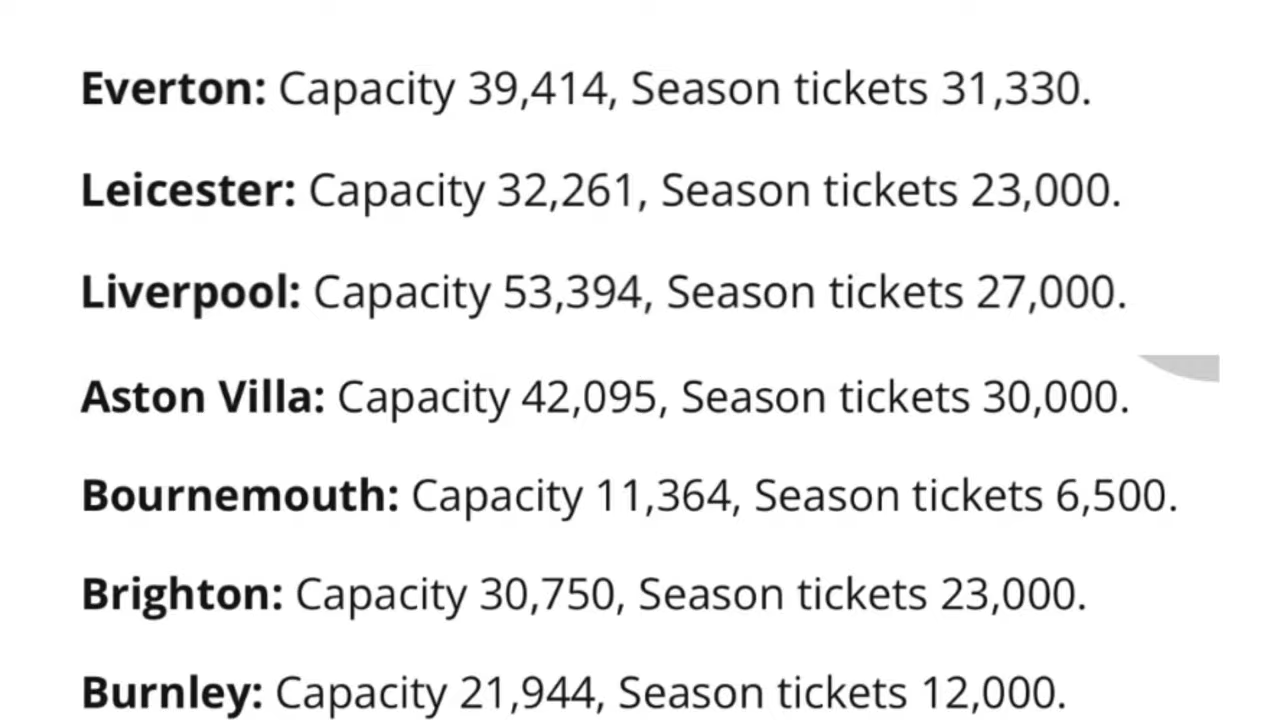 Everton: Capacity 39,414, Season tickets 31,330.
Leicester: Capacity 32,261, Season tickets 23,000.
Liverpool: Capacity 53,394, Season tickets 27,000.
Aston Villa: Capacity 42,095, Season tickets 30,000.
Bournemouth: Capacity 11,364, Season tickets 6,500.
Brighton: Capacity 30,750, Season tickets 23,000.
Burnley: Capacity 21,944, Season tickets 12,000.